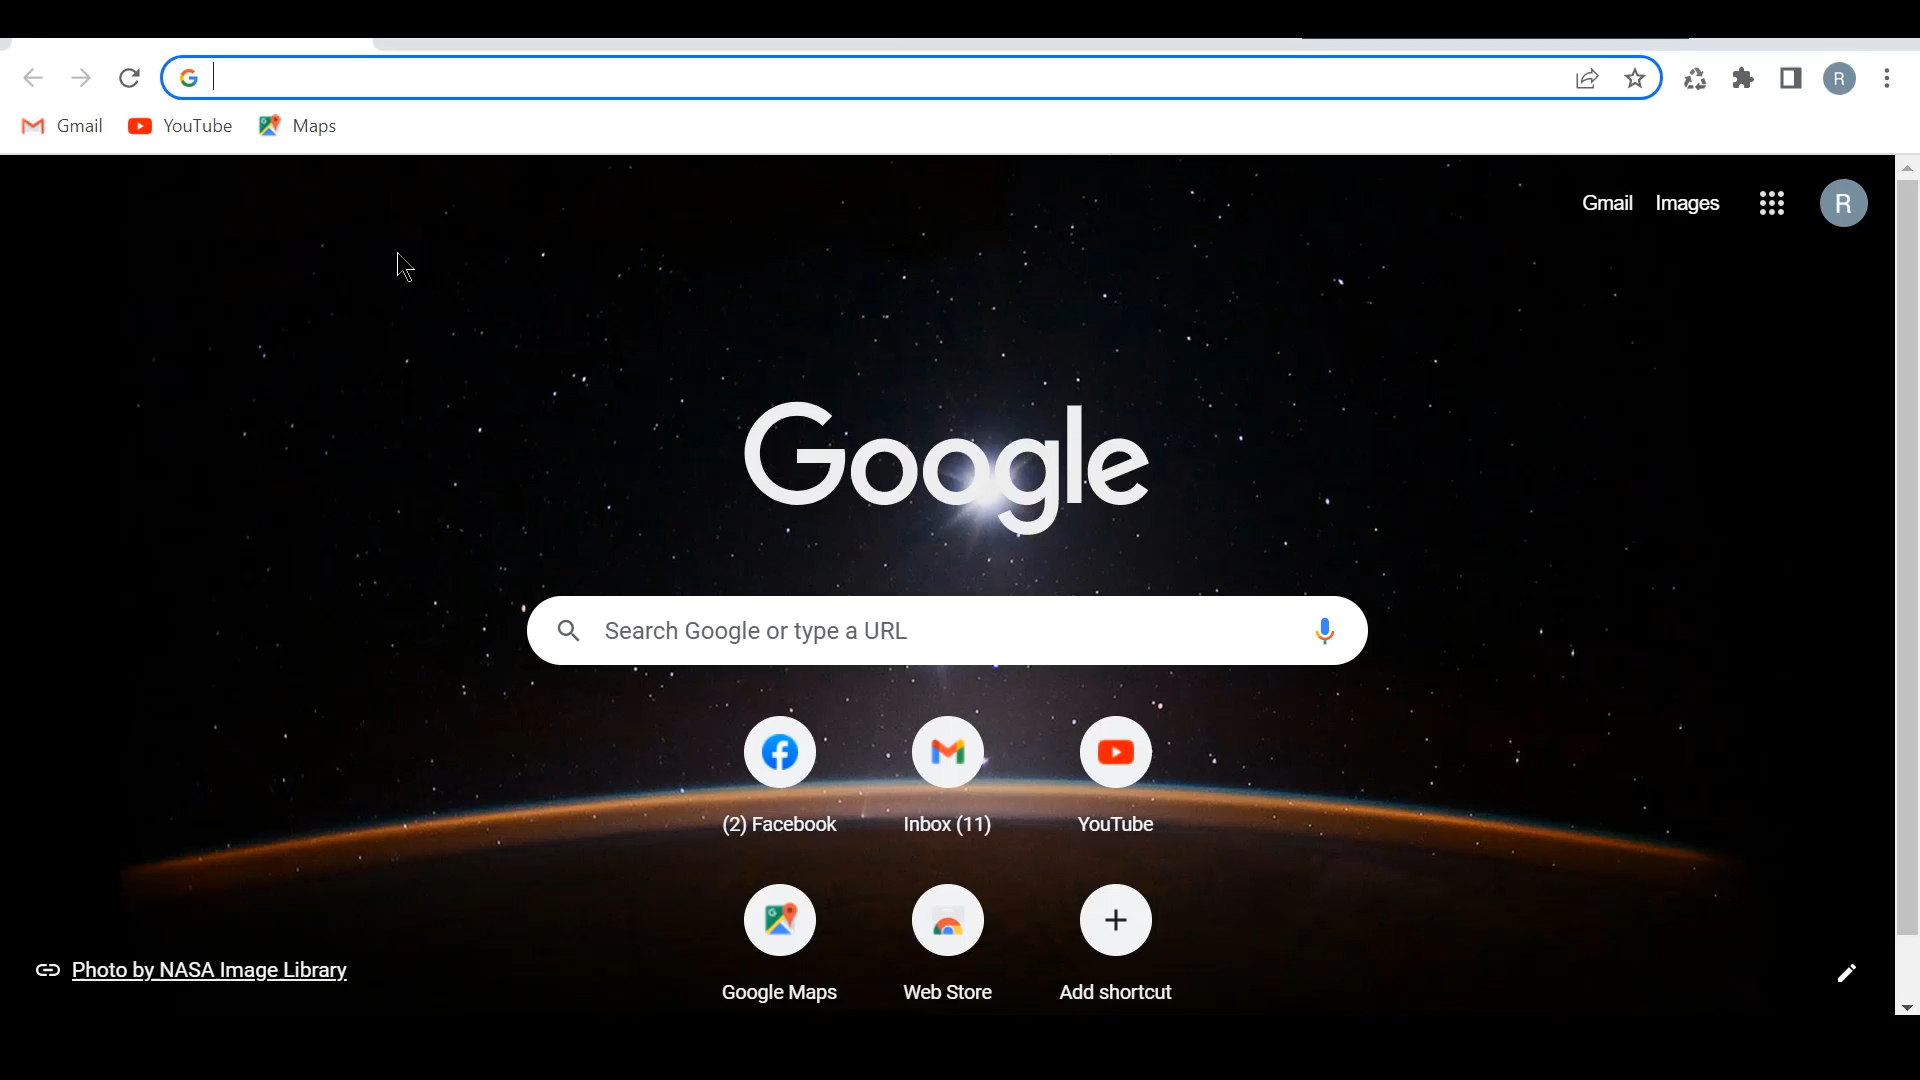 R
Gmail YouTube Maps
Gmail Images R
Google
Search Google or type a URL
(2) Facebook Inbox (11) YouTube
Google Maps Web Store Add shortcut
Photo by NASA Image Library